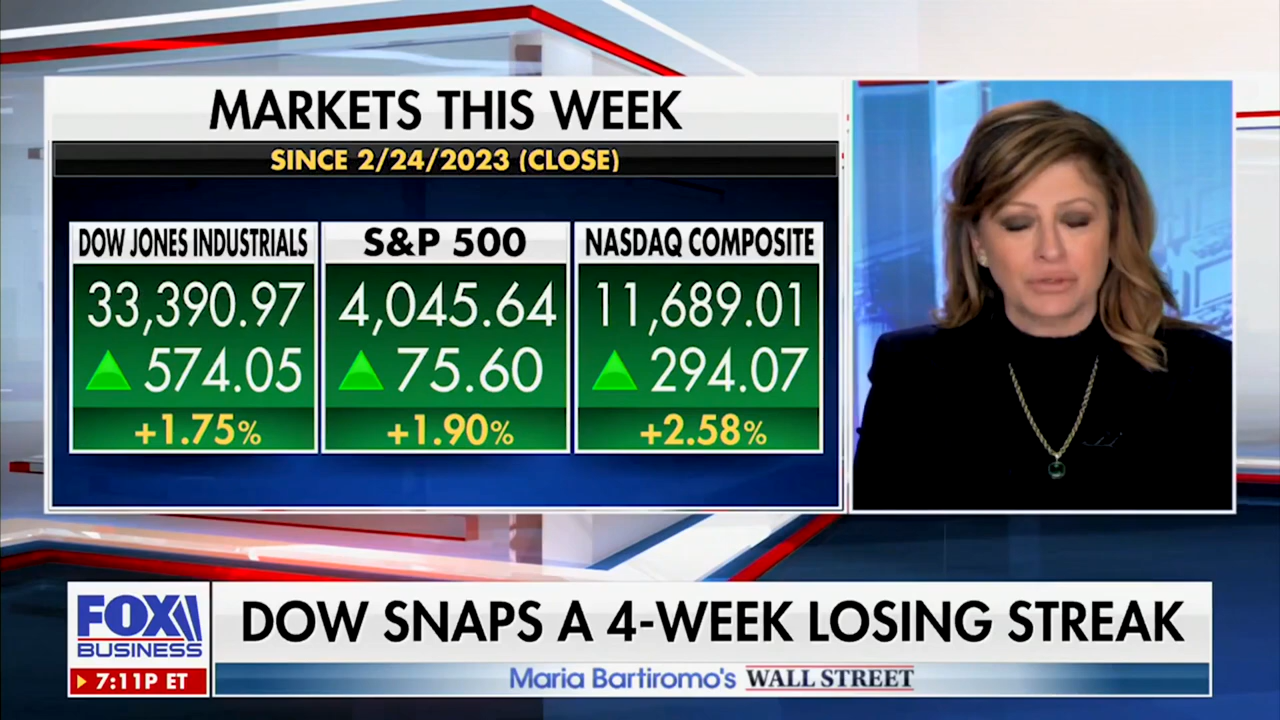 MARKETS THIS WEEK
SINCE 2/24/2023 (CLOSE)
DOW JONES INDUSTRIALS
33,390.97
574.05
+1.75%
S&P 500
4,045.64
75.60
+1.90%
NASDAQ COMPOSITE
11,689.01
294.07
+2.58%
FOX
BUSINESS
7:11P ET
DOW SNAPS A 4-WEEK LOSING STREAK
Maria Bartiromo's WALL STREET